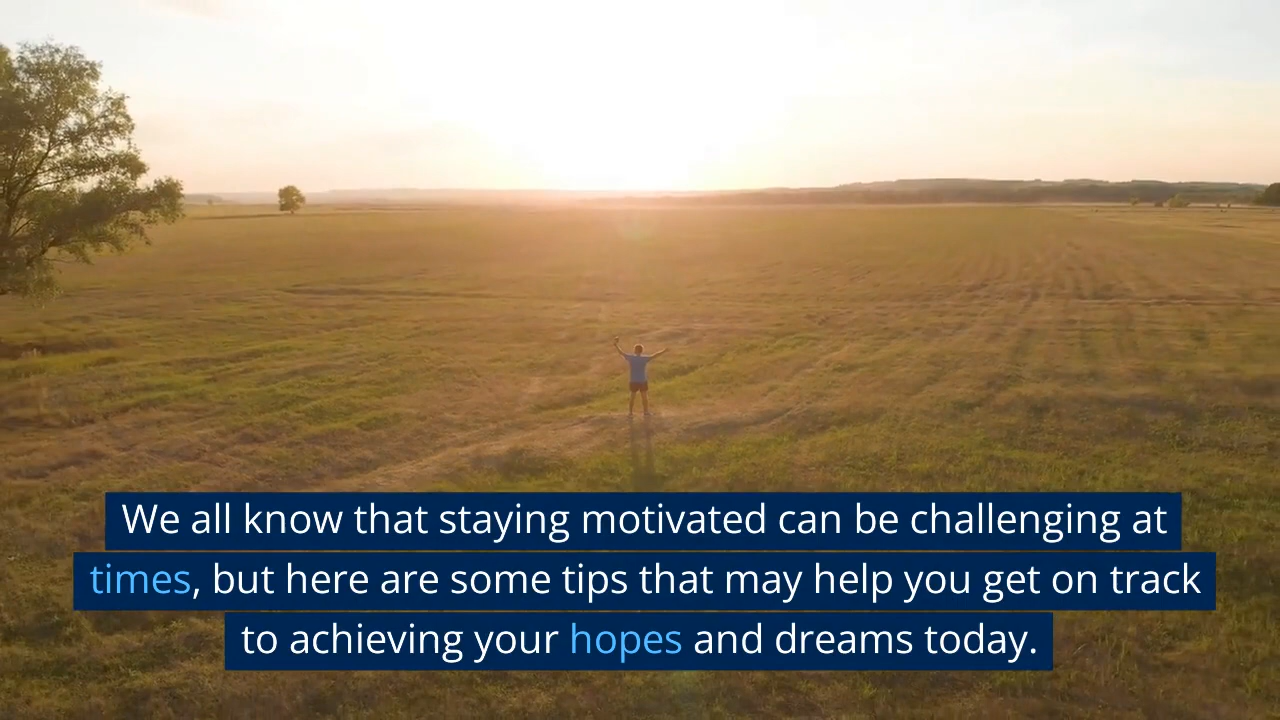 We all know that staying motivated can be challenging at
times, but here are some tips that may help you get on track
to achieving your hopes and dreams today.